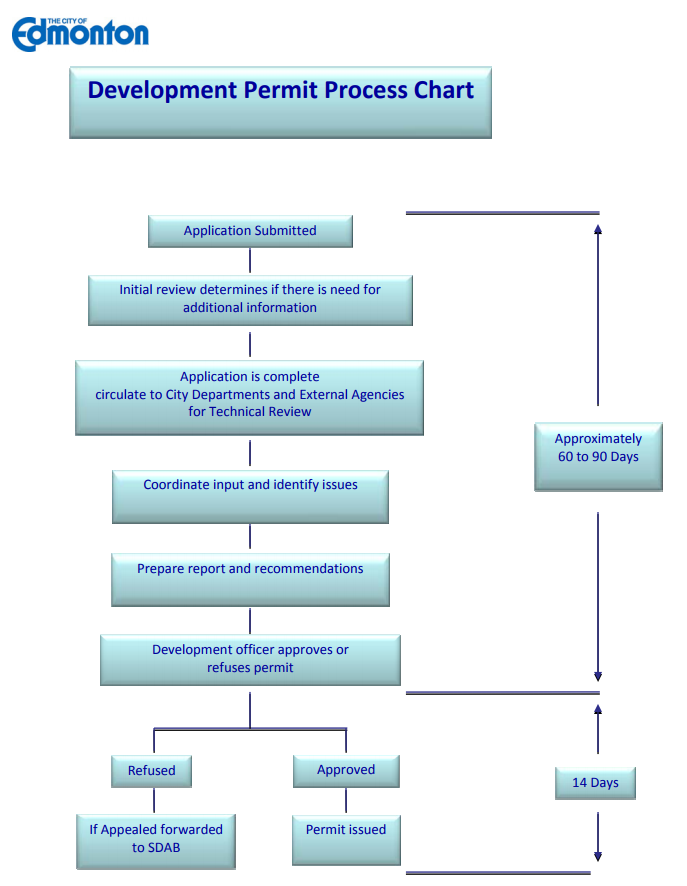 THE CITY OF
Edmonton
Development Permit Process Chart
Application Submitted
Initial review determines if there is need for
additional information
Application is complete
circulate to City Departments and External Agencies
for Technical Review
Approximately
60 to 90 Days
Coordinate input and identify issues
Prepare report and recommendations
Development officer approves or
refuses permit
Refused
Approved
14 Days
If Appealed forwarded
to SDAB
Permit issued